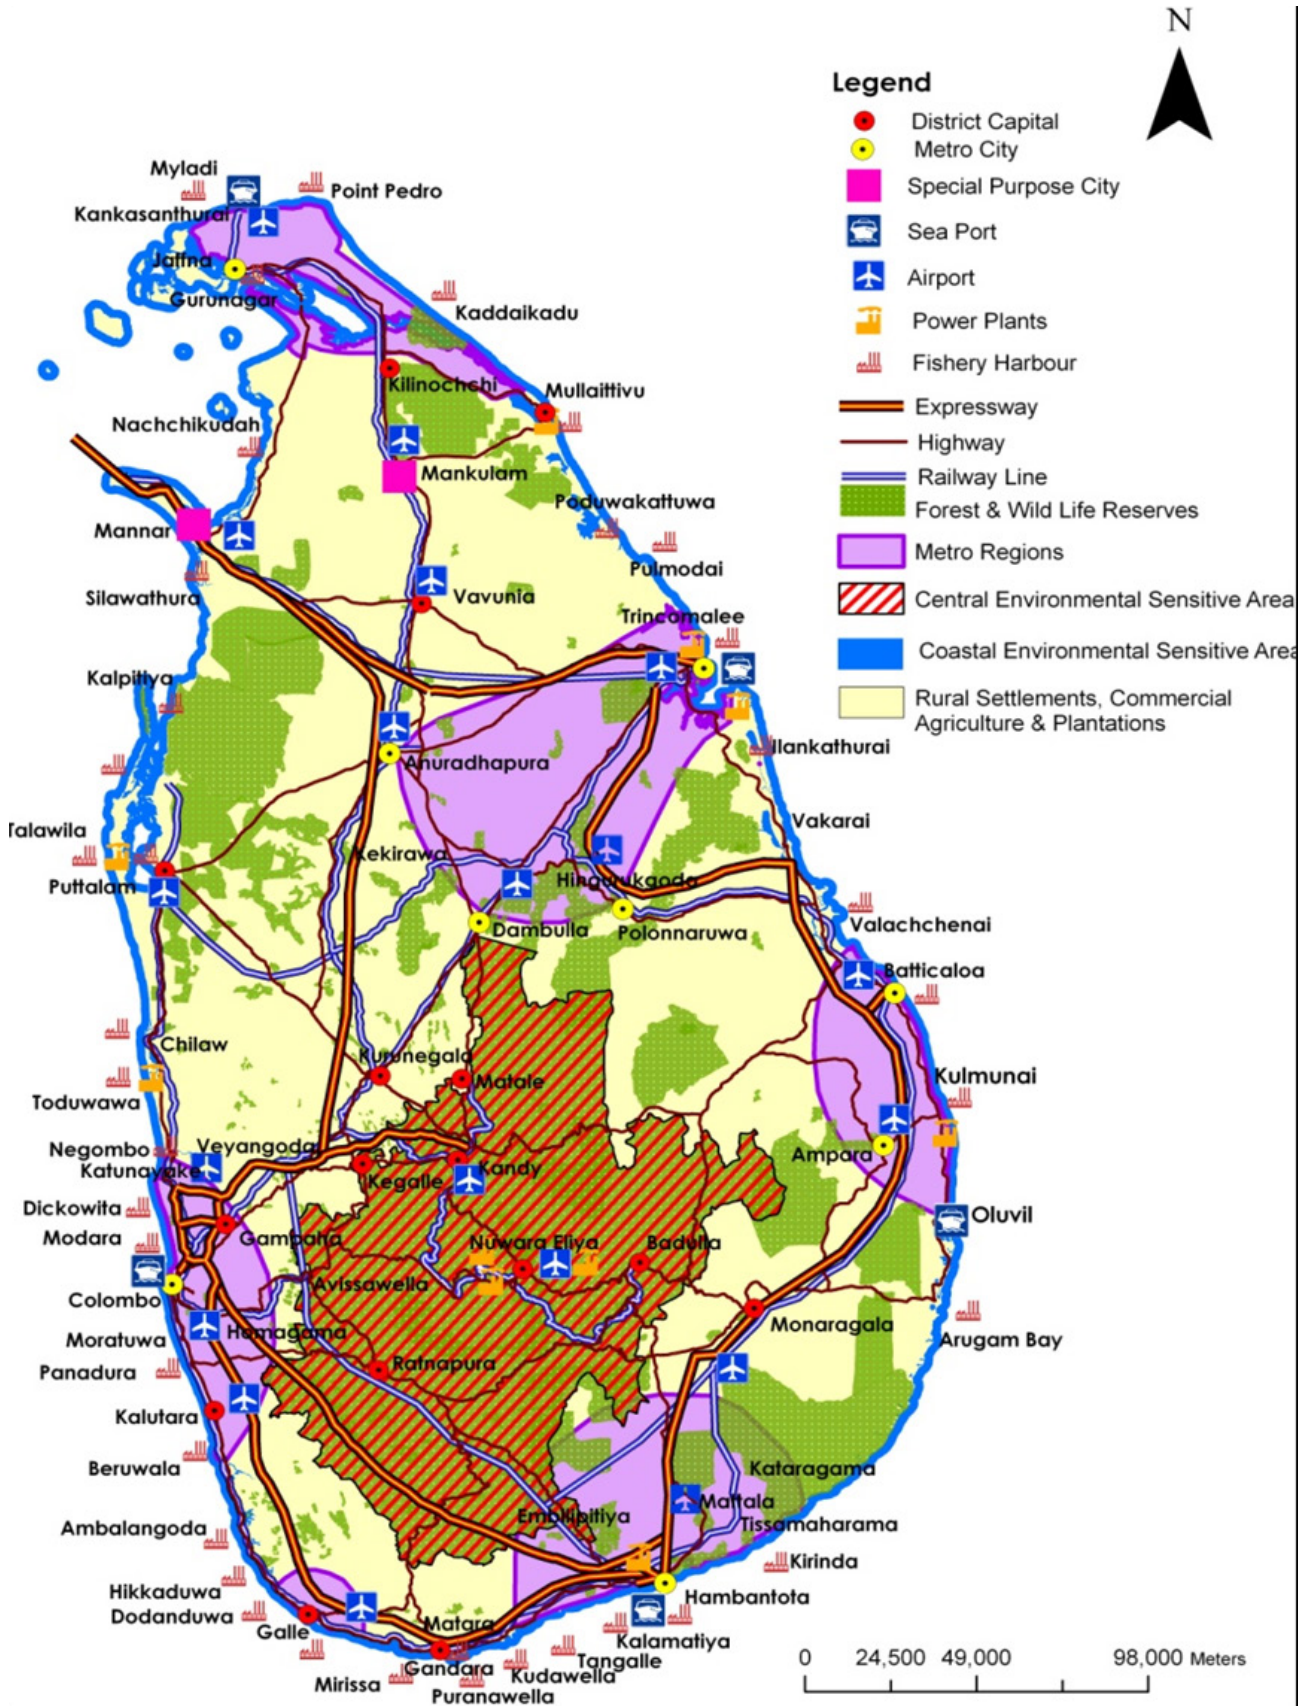 N
Legend
District Capital
Metro City
Special Purpose City
Sea Port
Airport
Power Plants
Fishery Harbour
Expressway
Highway
Railway Line
Forest & Wild Life Reserves
Metro Regions
Central Environmental Sensitive Area
Coastal Environmental Sensitive Area
Rural Settlements, Commercial
Agriculture & Plantations
Myladi
Point Pedro
Kankasanthurai
Jaffna
Gurunagar
Kaddaikadu
Kilinochchi
Mullaittivu
Nachchikudah
Mankulam
Poduwakattuwa
Mannar
Pulmodai
Silawathura
Vavunia
Trincomalee
Kalpitiya
Ilankathurai
Anuradhapura
Talawila
Vakarai
Kekirawa
Puttalam
Hingurukgoda
Dambulla
Polonnaruwa
Valachchenai
Batticaloa
Chilaw
Kurunegala
Matale
Kulmunai
Toduwawa
Negombo
Veyangoda
Ampara
Katunayake
Kandy
Kegalle
Dickowita
Oluvil
Modara
Gampaha
Nuwara Eliya
Badulla
Avissawella
Colombo
Monaragala
Moratuwa
Homagama
Arugam Bay
Panadura
Ratnapura
Kalutara
Beruwala
Kataragama
Mattala
Embilipitiya
Tissamaharama
Ambalangoda
Kirinda
Hikkaduwa
Hambantota
Dodanduwa
Galle
Matara
Kalamatiya
Tangalle
Gandara
Kudawella
Mirissa
Puranawella
0 24,500 49,000 98,000 Meters